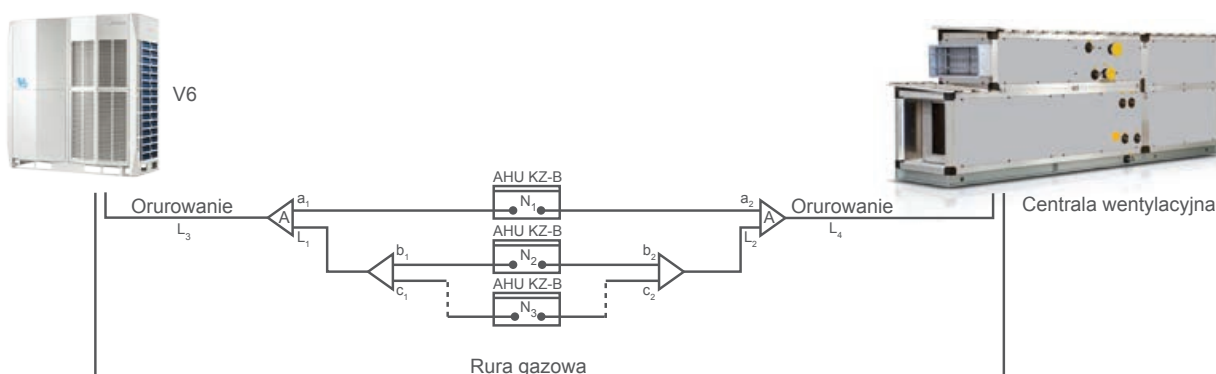 V6
AHU KZ-B
Orurowanie
L₃
A
a₁
L₁
N₁
a₂
A
L₂
Orurowanie
L₄
Centrala wentylacyjna
AHU KZ-B
b₁
N₂
b₂
AHU KZ-B
c₁
N₃
c₂
Rura gazowa